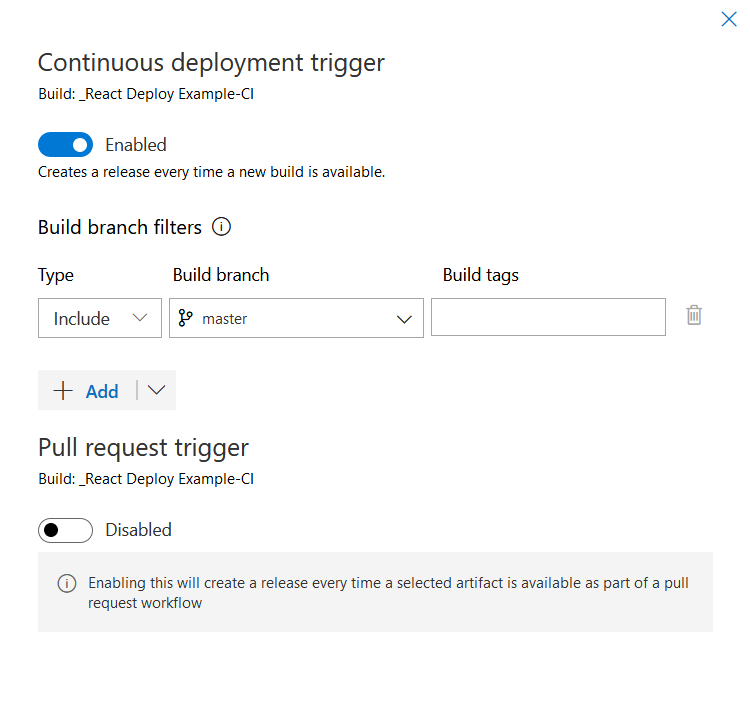 Continuous deployment trigger
Build: _React Deploy Example-CI
Enabled
Creates a release every time a new build is available.
Build branch filters
Type Build branch Build tags
Include master
Add
Pull request trigger
Build: _React Deploy Example-CI
Disabled
Enabling this will create a release every time a selected artifact is available as part of a pull
request workflow